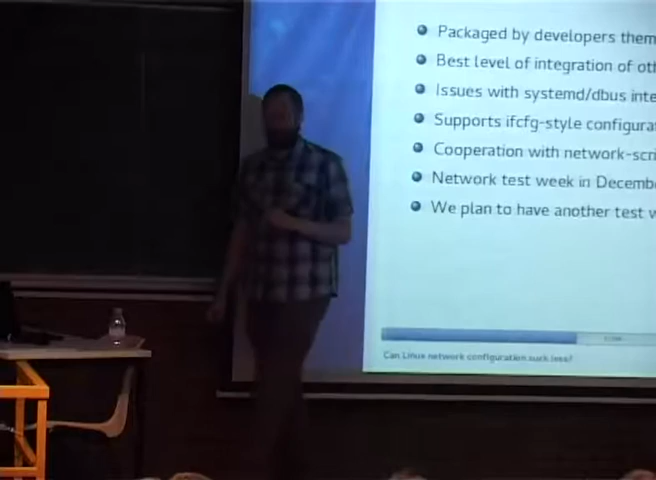 Packaged by developers them
Best level of integration of oth
Issues with systemd/dbus inte
Supports ifcfg-style configura
Cooperation with network-scri
Network test week in Decemb
We plan to have another test w
Can Linux network configuration such less?